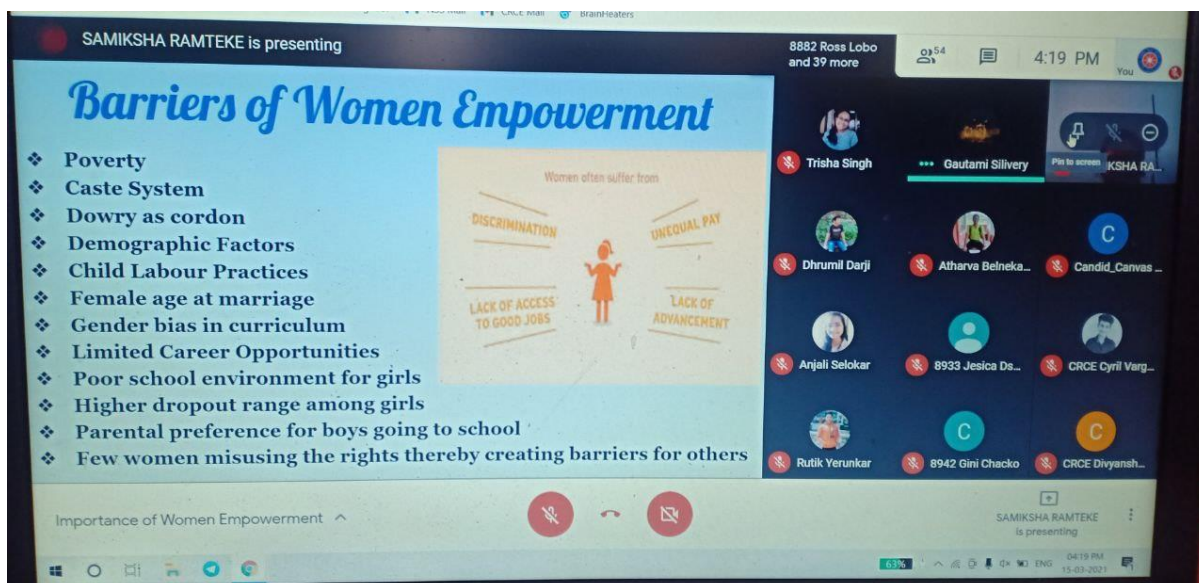 CRCE Mail
BrainHeaters
SAMIKSHA RAMTEKE is presenting
8882 Ross Lobo
and 39 more
54
4:19 PM
You
Barriers of Women Empowerment
❖ Poverty
❖ Caste System
❖ Dowry as cordon
❖ Demographic Factors
❖ Child Labour Practices
❖ Female age at marriage
❖ Gender bias in curriculum
❖ Limited Career Opportunities
❖ Poor school environment for girls
❖ Higher dropout range among girls
❖ Parental preference for boys going to school
❖ Few women misusing the rights thereby creating barriers for others
Women often suffer from
DISCRIMINATION
UNEQUAL PAY
LACK OF ACCESS
TO GOOD JOBS
LACK OF
ADVANCEMENT
Trisha Singh
Gautami Silivery
Pin to screen
KSHA RA...
Dhrumil Darji
Atharva Belneka...
C
Candid_Canvas ...
Anjali Selokar
8933 Jesica Ds...
CRCE Cyril Varg...
Rutik Yerunkar
C
8942 Gini Chacko
C
CRCE Divyansh...
Importance of Women Empowerment
SAMIKSHA RAMTEKE
is presenting
63%
ENG
04:19 PM
15-03-2021